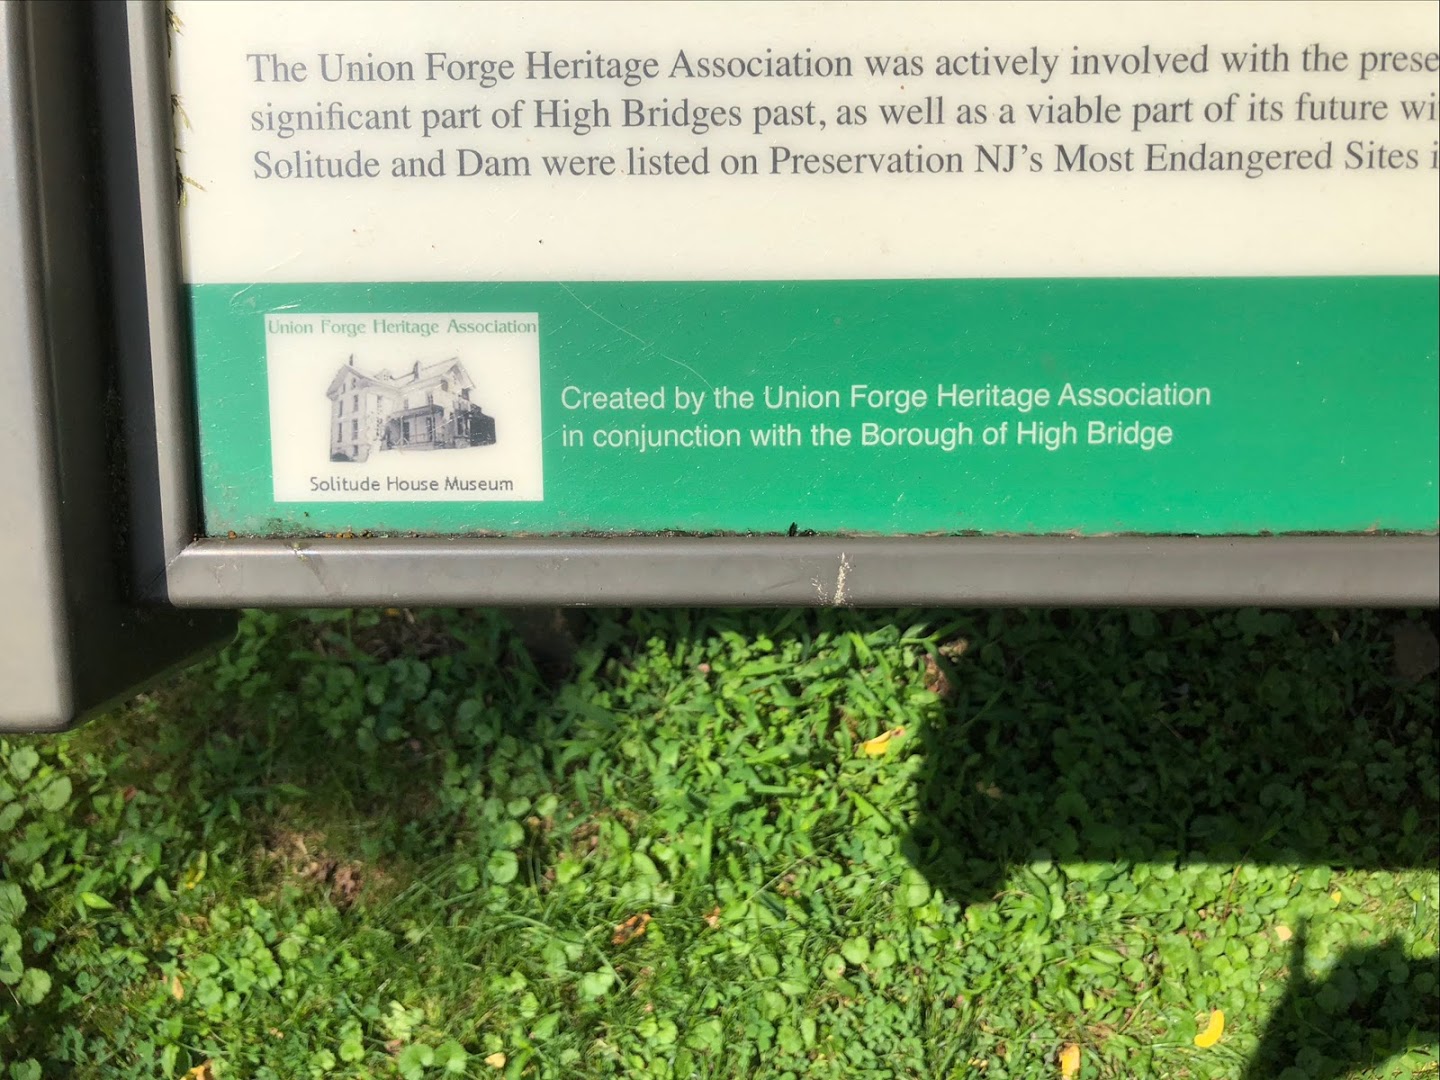 The Union Forge Heritage Association was actively involved with the prese
significant part of High Bridges past, as well as a viable part of its future wi
Solitude and Dam were listed on Preservation NJ's Most Endangered Sites i
Union Forge Heritage Association
Solitude House Museum
Created by the Union Forge Heritage Association
in conjunction with the Borough of High Bridge